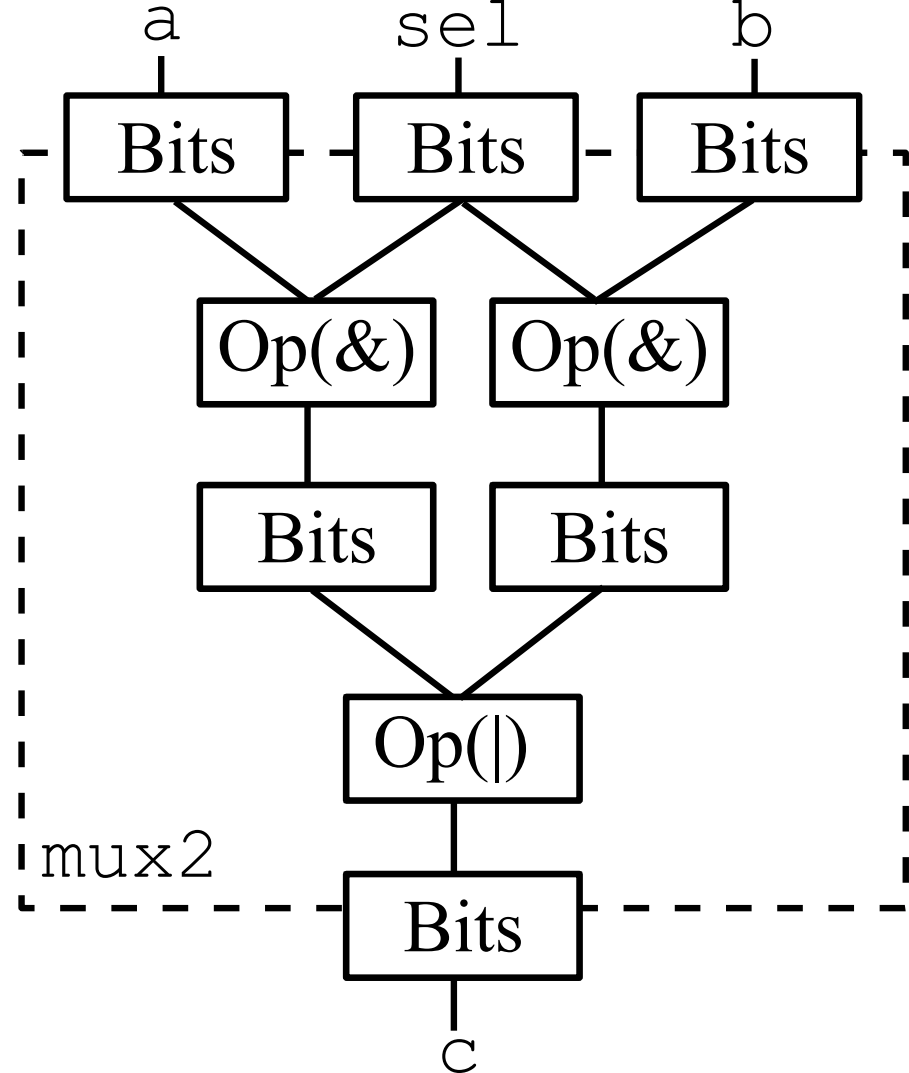 a sel b
Bits Bits Bits
Op(&) Op(&)
Bits Bits
Op(|)
mux2
Bits
c